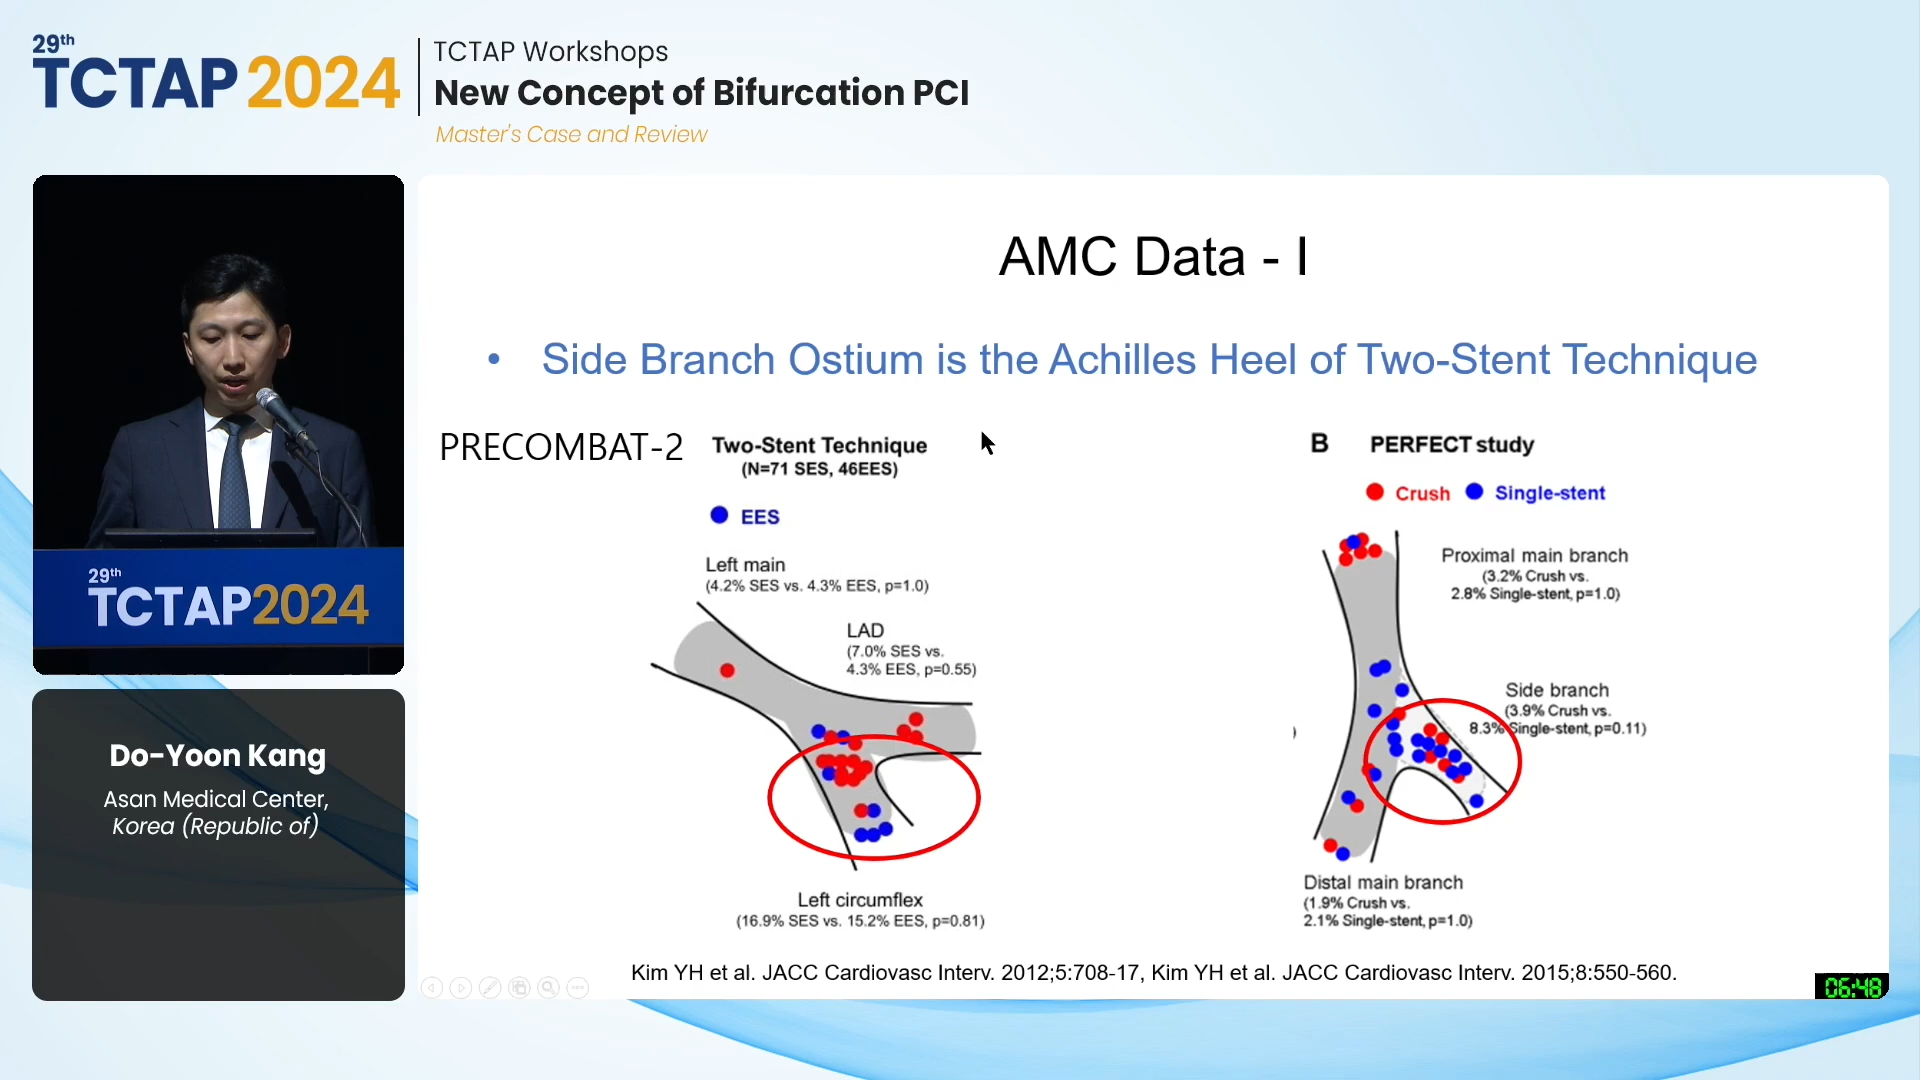 29th
TCTAP 2024
TCTAP Workshops
New Concept of Bifurcation PCI
Master's Case and Review
29th
TCTAP2024
Do-Yoon Kang
Asan Medical Center,
Korea (Republic of)
AMC Data - I
• Side Branch Ostium is the Achilles Heel of Two-Stent Technique
PRECOMBAT-2
Two-Stent Technique
(N=71 SES, 46EES)
EES
Left main
(4.2% SES vs. 4.3% EES, p=1.0)
LAD
(7.0% SES vs.
4.3% EES, p=0.55)
Left circumflex
(16.9% SES vs. 15.2% EES, p=0.81)
B PERFECT study
Crush Single-stent
Proximal main branch
(3.2% Crush vs.
2.8% Single-stent, p=1.0)
Side branch
(3.9% Crush vs.
8.3% Single-stent, p=0.11)
)
Distal main branch
(1.9% Crush vs.
2.1% Single-stent, p=1.0)
Kim YH et al. JACC Cardiovasc Interv. 2012;5:708-17, Kim YH et al. JACC Cardiovasc Interv. 2015;8:550-560.
06:48